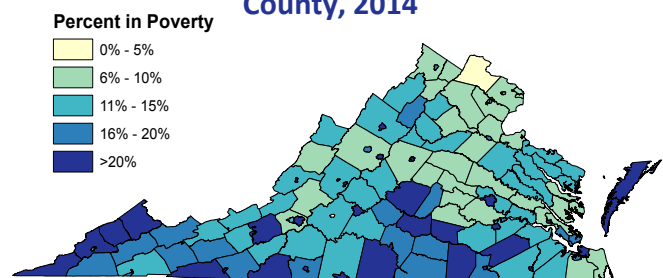 County, 2014
Percent in Poverty
0% - 5%
6% - 10%
11% - 15%
16% - 20%
>20%